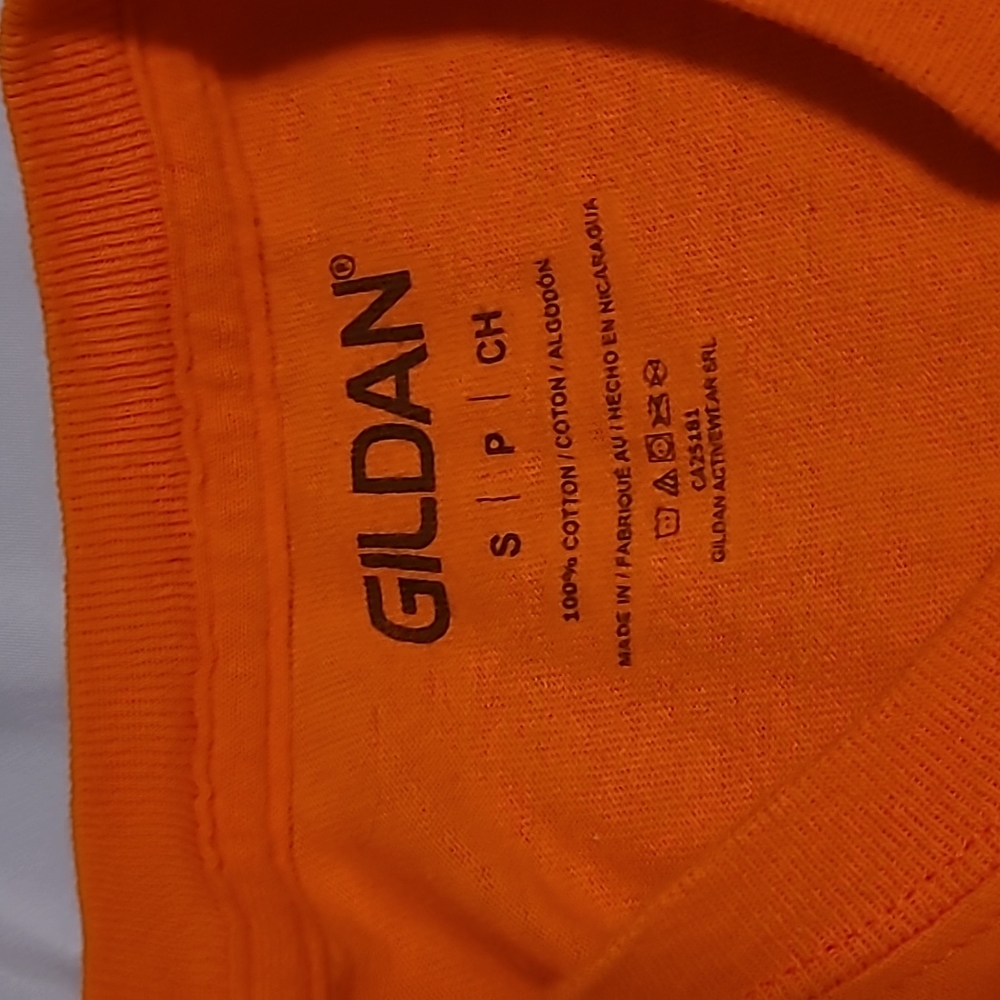 GILDAN®
S | P | CH
100% COTTON / COTON / ALGODÓN
MADE IN / FABRIQUÉ AU / HECHO EN NICARAGUA
CA25181
GILDAN ACTIVEWEAR SRL